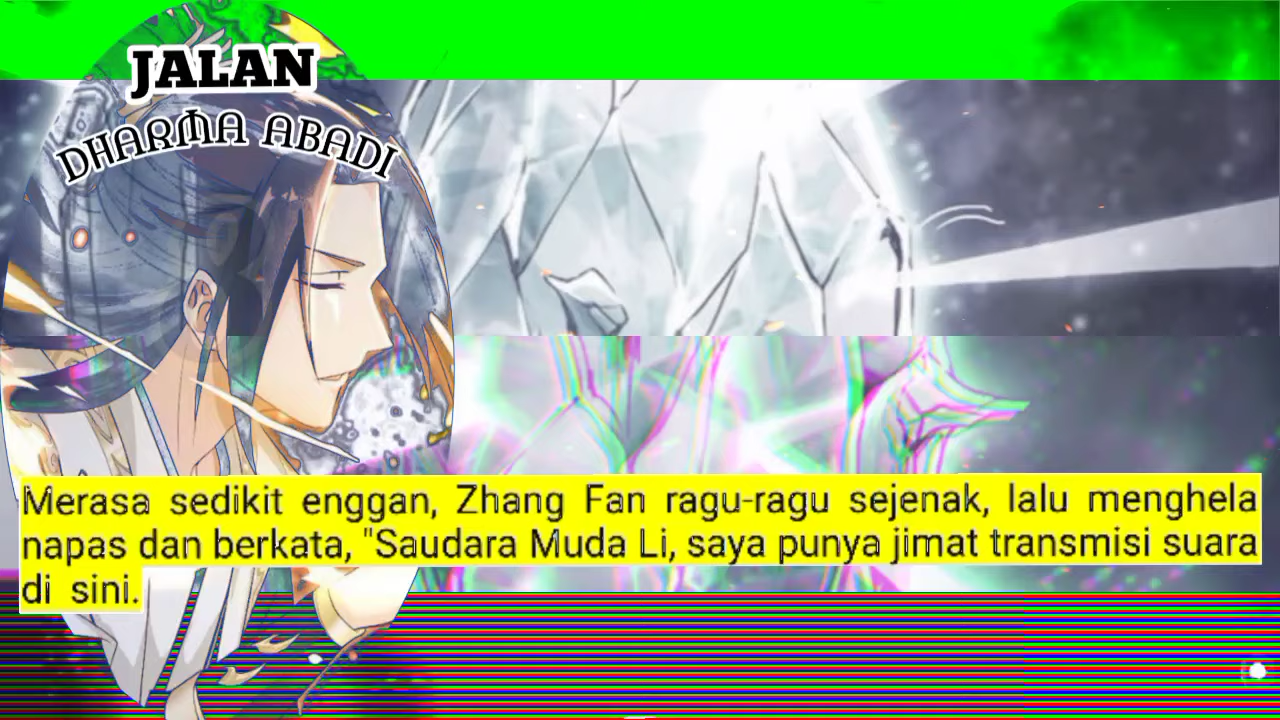 JALAN
DHARMA ABADI
Merasa sedikit enggan, Zhang Fan ragu-ragu sejenak, lalu menghela
napas dan berkata, "Saudara Muda Li, saya punya jimat transmisi suara
di sini.